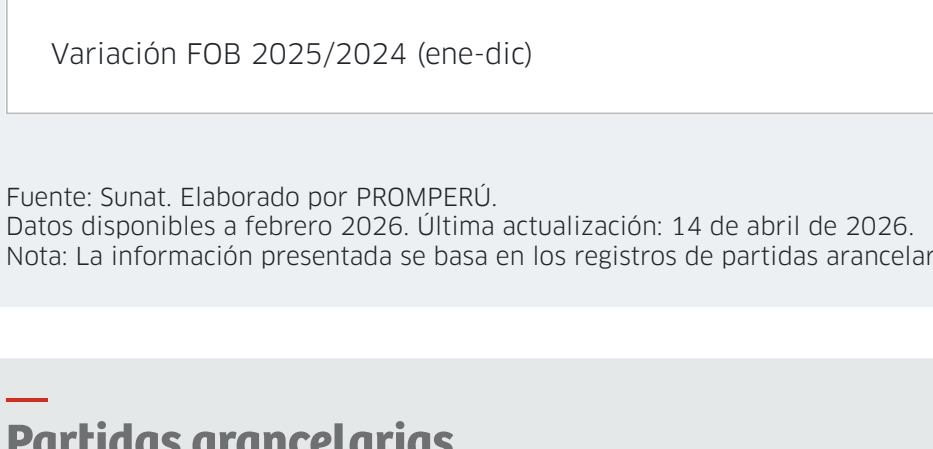 Variación FOB 2025/2024 (ene-dic)
Fuente: Sunat. Elaborado por PROMPERÚ.
Datos disponibles a febrero 2026. Última actualización: 14 de abril de 2026.
Nota: La información presentada se basa en los registros de partidas
Partidas arancelarias